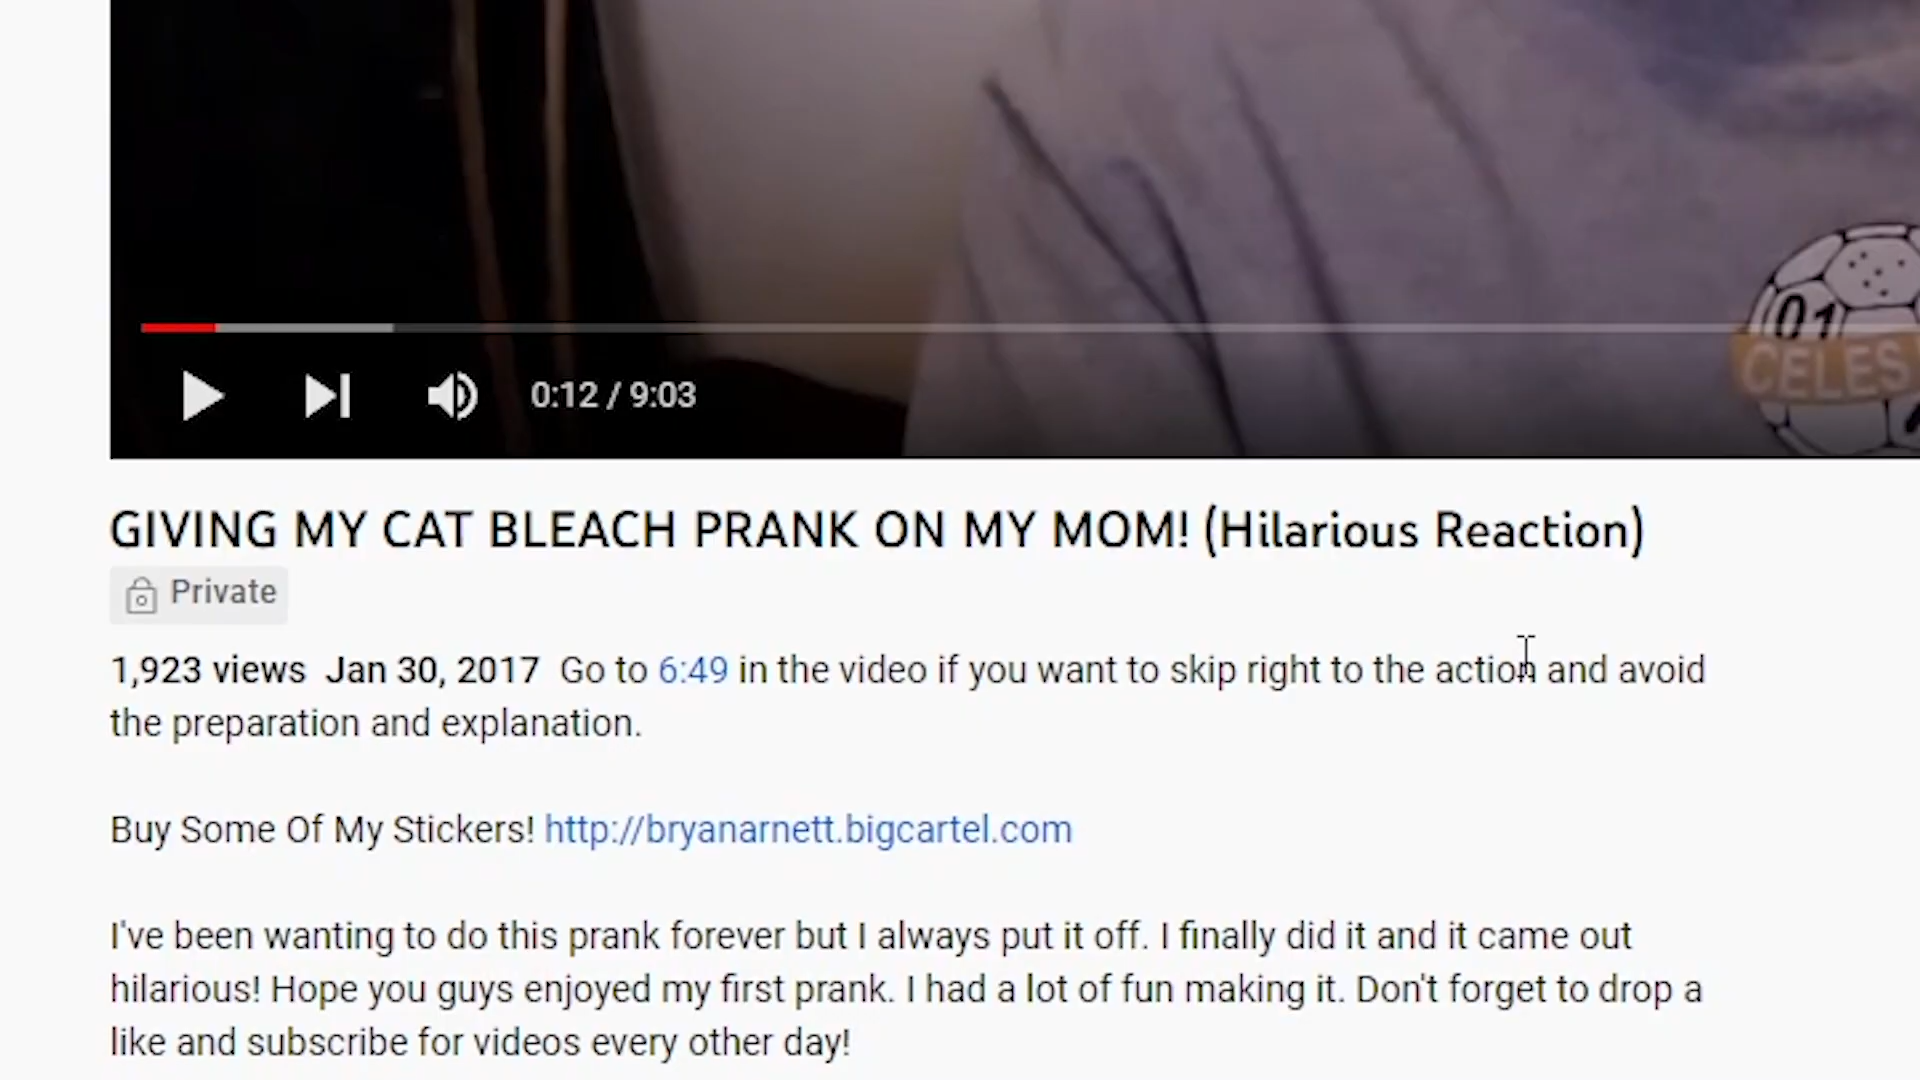 01
CELES
0:12 / 9:03
GIVING MY CAT BLEACH PRANK ON MY MOM! (Hilarious Reaction)
Private
1,923 views Jan 30, 2017 Go to 6:49 in the video if you want to skip right to the action and avoid
the preparation and explanation.
Buy Some Of My Stickers! http://bryanarnett.bigcartel.com
I've been wanting to do this prank forever but I always put it off. I finally did it and it came out
hilarious! Hope you guys enjoyed my first prank. I had a lot of fun making it. Don't forget to drop a
like and subscribe for videos every other day!